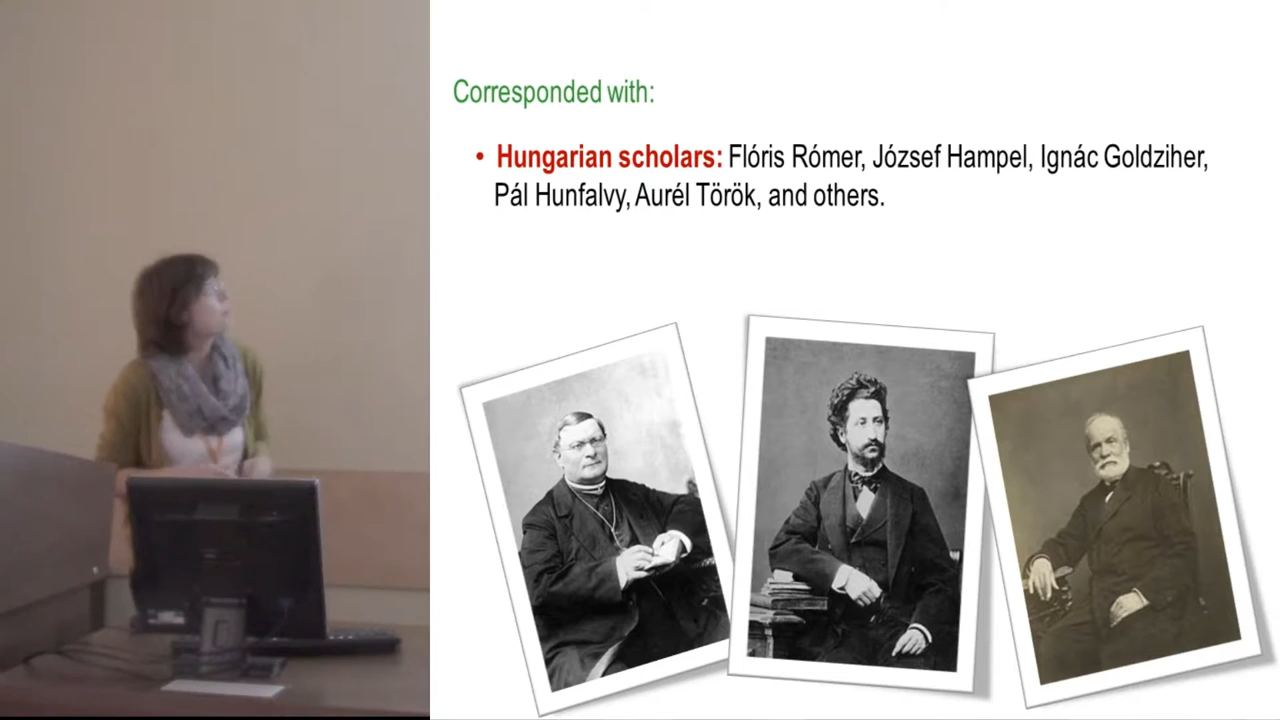 Corresponded with:
• Hungarian scholars: Flóris Rómer, József Hampel, Ignác Goldziher,
Pál Hunfalvy, Aurél Török, and others.